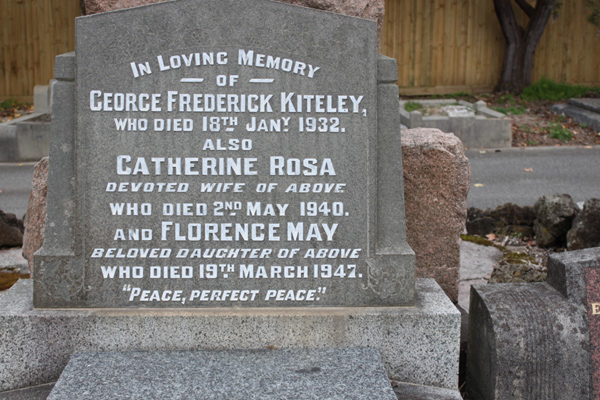 In Loving Memory
— OF —
George Frederick Kiteley,
WHO DIED 18TH JANY 1932.
ALSO
Catherine Rosa
DEVOTED WIFE OF ABOVE
WHO DIED 2ND MAY 1940.
AND FLORENCE MAY
BELOVED DAUGHTER OF ABOVE
WHO DIED 19TH MARCH 1947.
"PEACE, PERFECT PEACE."